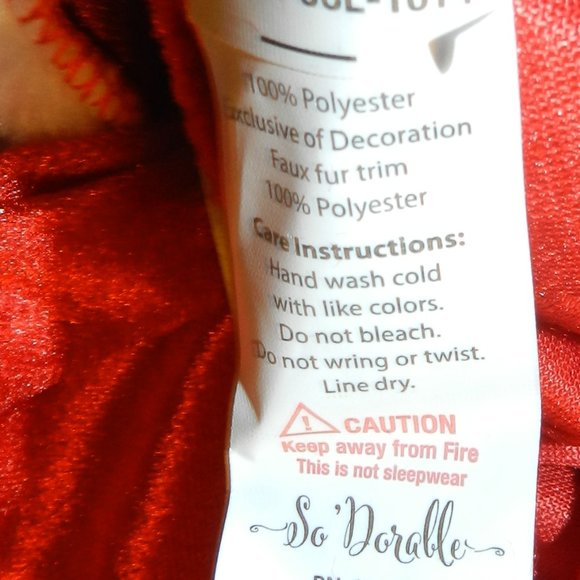 100% Polyester
Exclusive of Decoration
Faux fur trim
100% Polyester
Care Instructions:
Hand wash cold
with like colors.
Do not bleach.
Do not wring or twist.
Line dry.
CAUTION
Keep away from Fire
This is not sleepwear
So 'Dorable